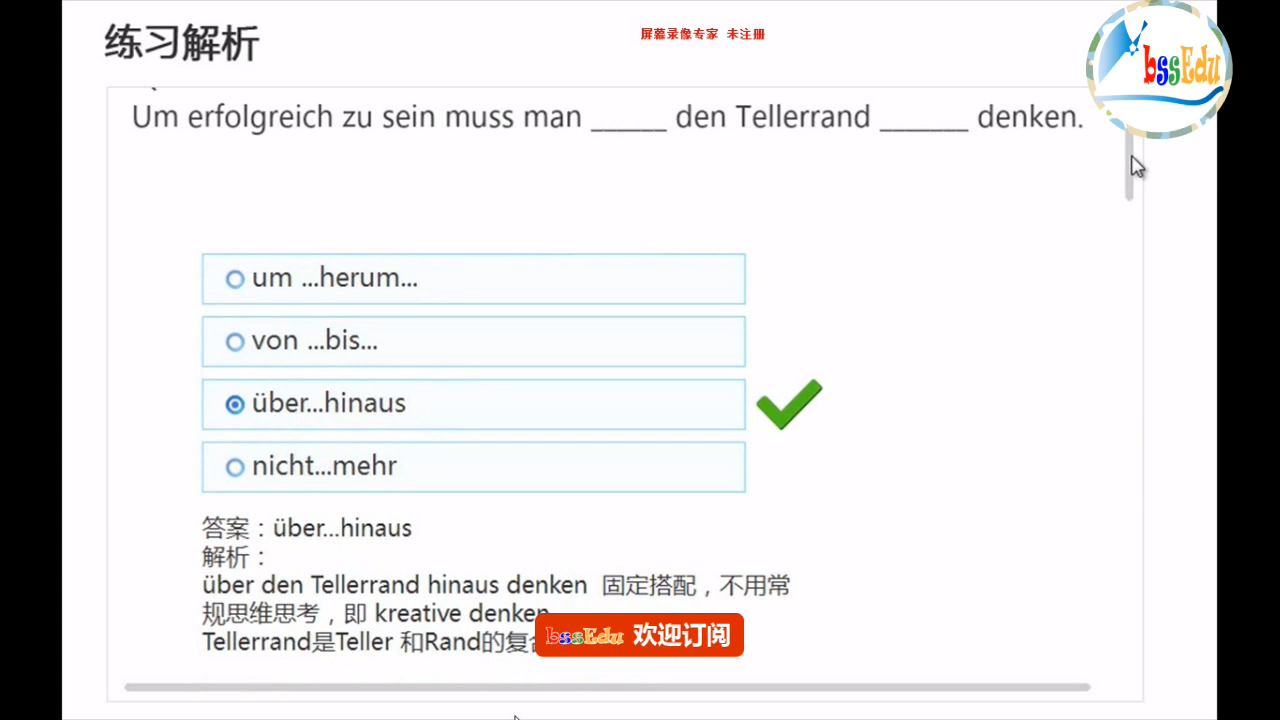 练习解析
屏幕录像专家 未注册
bssEdu
Um erfolgreich zu sein muss man ______ den Tellerrand _______ denken.
um ...herum...
von ...bis...
über...hinaus
nicht...mehr
答案：über...hinaus
解析：
über den Tellerrand hinaus denken 固定搭配，不用常
规思维思考，即 kreative denken
Tellerrand是Teller 和Rand的复
bssEdu 欢迎订阅